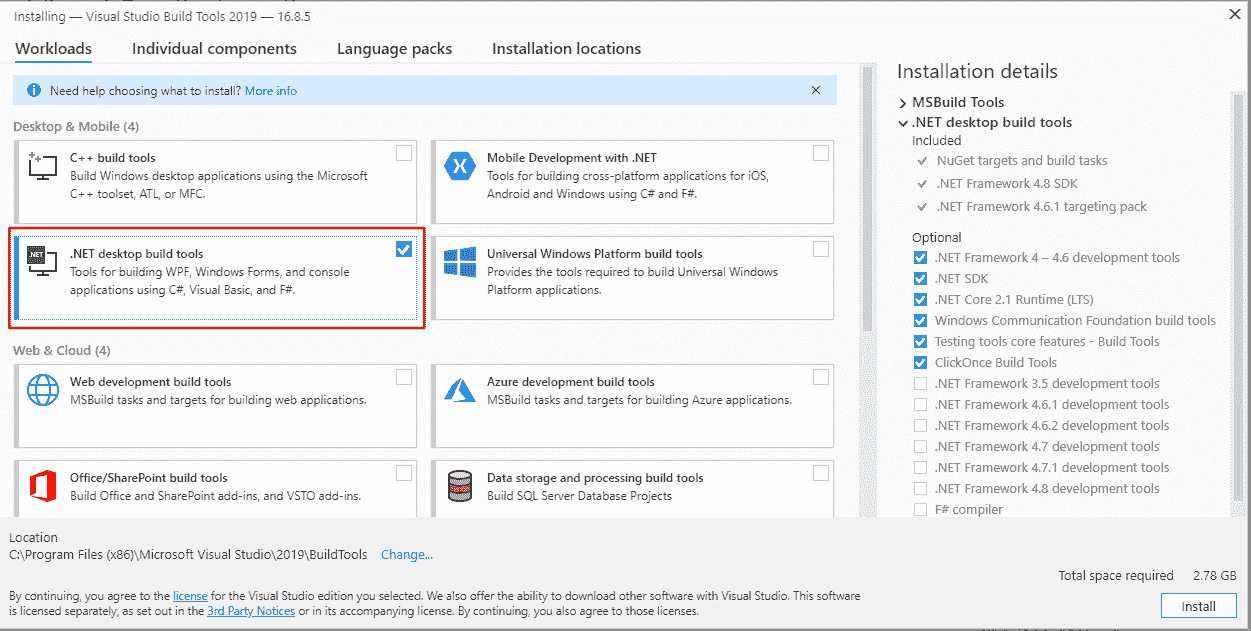 Installing — Visual Studio Build Tools 2019 — 16.8.5
Workloads
Individual components
Language packs
Installation locations
Need help choosing what to install? More info
Desktop & Mobile (4)
C++ build tools
Build Windows desktop applications using the Microsoft
C++ toolset, ATL, or MFC.
Mobile Development with .NET
Tools for building cross-platform applications for iOS,
Android and Windows using C# and F#.
.NET
.NET desktop build tools
Tools for building WPF, Windows Forms, and console
applications using C#, Visual Basic, and F#.
Universal Windows Platform build tools
Provides the tools required to build Universal Windows
Platform applications.
Web & Cloud (4)
Web development build tools
MSBuild tasks and targets for building web applications.
Azure development build tools
MSBuild tasks and targets for building Azure applications.
Office/SharePoint build tools
Build Office and SharePoint add-ins, and VSTO add-ins.
Data storage and processing build tools
Build SQL Server Database Projects
Installation details
MSBuild Tools
.NET desktop build tools
Included
NuGet targets and build tasks
.NET Framework 4.8 SDK
.NET Framework 4.6.1 targeting pack
Optional
.NET Framework 4 – 4.6 development tools
.NET SDK
.NET Core 2.1 Runtime (LTS)
Windows Communication Foundation build tools
Testing tools core features - Build Tools
ClickOnce Build Tools
.NET Framework 3.5 development tools
.NET Framework 4.6.1 development tools
.NET Framework 4.6.2 development tools
.NET Framework 4.7 development tools
.NET Framework 4.7.1 development tools
.NET Framework 4.8 development tools
F# compiler
Location
C:\Program Files (x86)\Microsoft Visual Studio\2019\BuildTools Change...
Total space required 2.78 GB
By continuing, you agree to the license for the Visual Studio edition you selected. We also offer the ability to download other software with Visual Studio. This software
is licensed separately, as set out in the 3rd Party Notices or in its accompanying license. By continuing, you also agree to those licenses.
Install